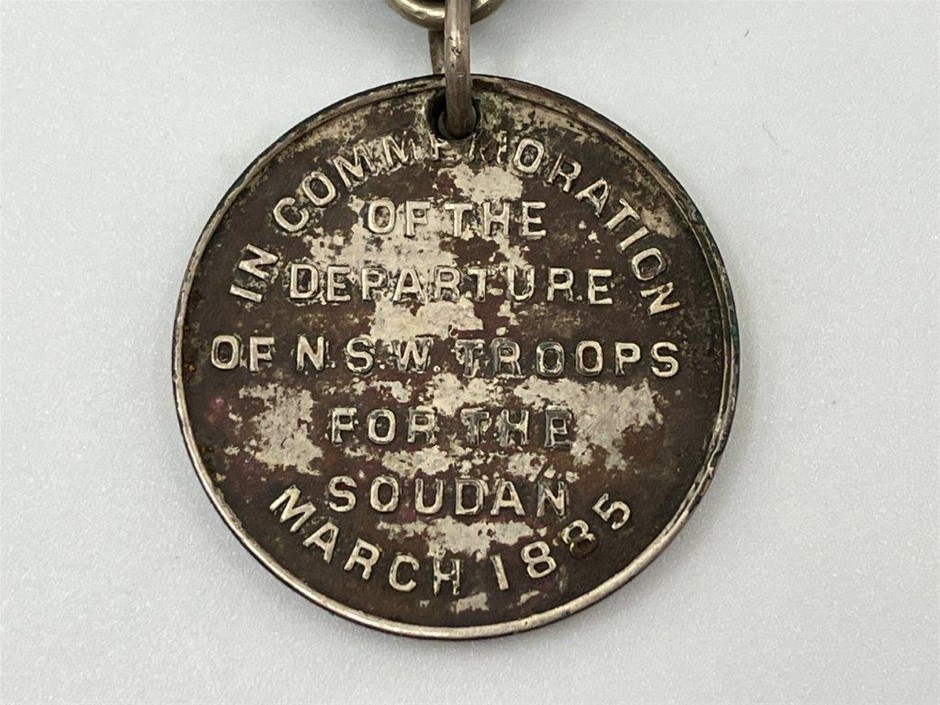 IN COMMEMORATION
OF THE
DEPARTURE
OF N.S.W. TROOPS
FOR THE
SOUDAN
MARCH 1885